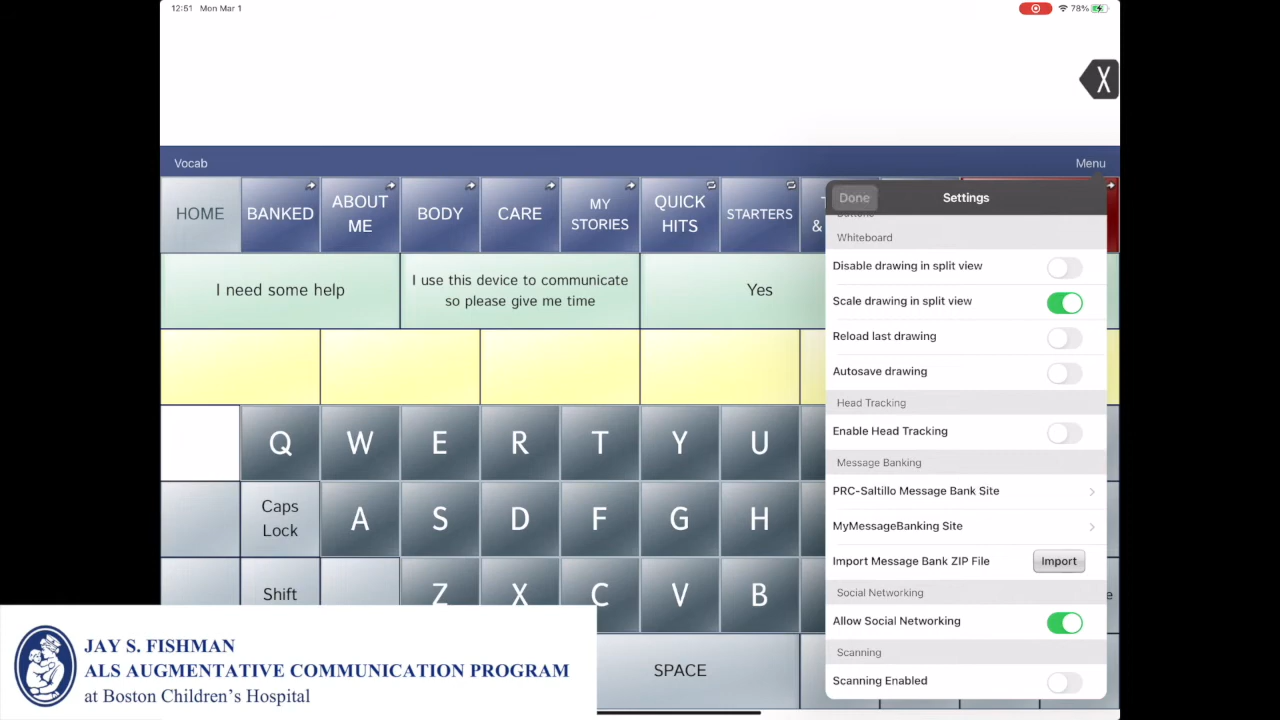 12:51 Mon Mar 1
78%
X
Vocab
Menu
HOME
BANKED
ABOUT
ME
BODY
CARE
MY
STORIES
QUICK
HITS
STARTERS
&
Done
Settings
Whiteboard
Disable drawing in split view
Scale drawing in split view
Reload last drawing
Autosave drawing
Head Tracking
Enable Head Tracking
Message Banking
PRC-Saltillo Message Bank Site
MyMessageBanking Site
Import Message Bank ZIP File
Import
Social Networking
Allow Social Networking
Scanning
Scanning Enabled
I need some help
I use this device to communicate
so please give me time
Yes
Q W E R T Y U
Caps
Lock
A S D F G H
Shift
Z X C V B
SPACE
JAY S. FISHMAN
ALS AUGMENTATIVE COMMUNICATION PROGRAM
at Boston Children's Hospital